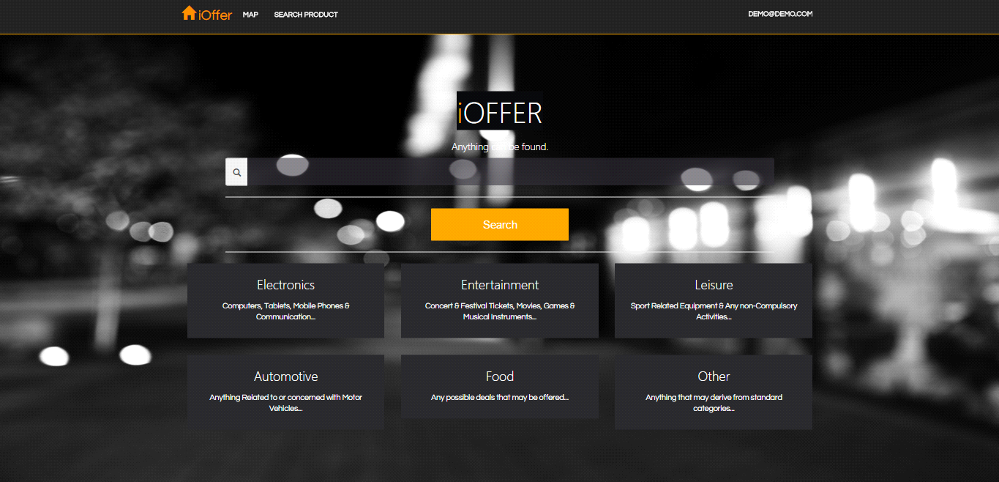 iOffer MAP SEARCH PRODUCT DEMO@DEMO.COM
iOFFER
Anything can be found.
Search
Electronics
Computers, Tablets, Mobile Phones &
Communication...
Entertainment
Concert & Festival Tickets, Movies, Games &
Musical Instruments...
Leisure
Sport Related Equipment & Any non-Compulsory
Activities...
Automotive
Anything Related to or concerned with Motor
Vehicles...
Food
Any possible deals that may be offered...
Other
Anything that may derive from standard
categories...